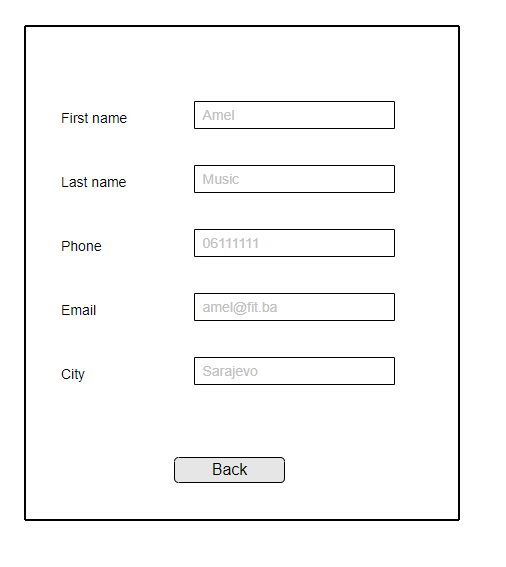 First name Amel
Last name Music
Phone 06111111
Email amel@fit.ba
City Sarajevo
Back